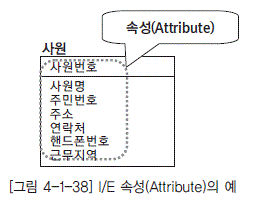 속성(Attribute)
사원
사원번호
사원명
주민번호
주소
연락처
핸드폰번호
근무지역
[그림 4-1-38] I/E 속성(Attribute)의 예